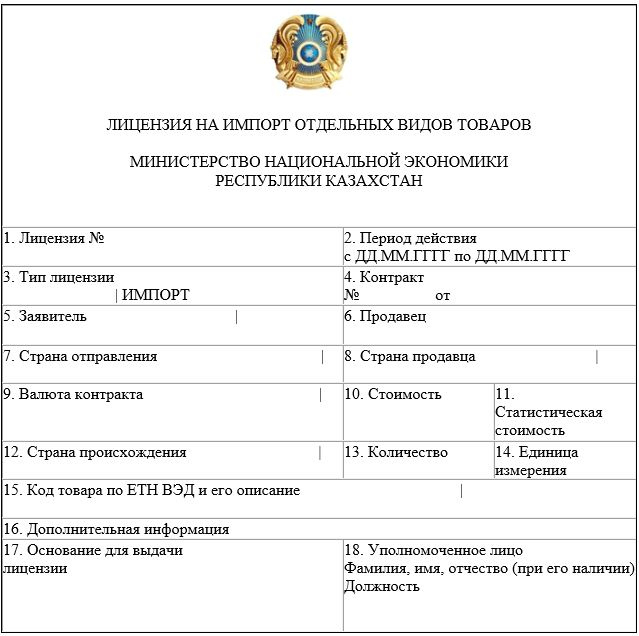 ЛИЦЕНЗИЯ НА ИМПОРТ ОТДЕЛЬНЫХ ВИДОВ ТОВАРОВ
МИНИСТЕРСТВО НАЦИОНАЛЬНОЙ ЭКОНОМИКИ
РЕСПУБЛИКИ КАЗАХСТАН
1. Лицензия №
2. Период действия
с ДД.ММ.ГГГГ по ДД.ММ.ГГГГ
3. Тип лицензии
| ИМПОРТ
4. Контракт
№ от
5. Заявитель |
6. Продавец
7. Страна отправления |
8. Страна продавца |
9. Валюта контракта |
10. Стоимость
11.
Статистическая
стоимость
12. Страна происхождения |
13. Количество
14. Единица
измерения
15. Код товара по ЕТН ВЭД и его описание |
16. Дополнительная информация
17. Основание для выдачи
лицензии
18. Уполномоченное лицо
Фамилия, имя, отчество (при его наличии)
Должность